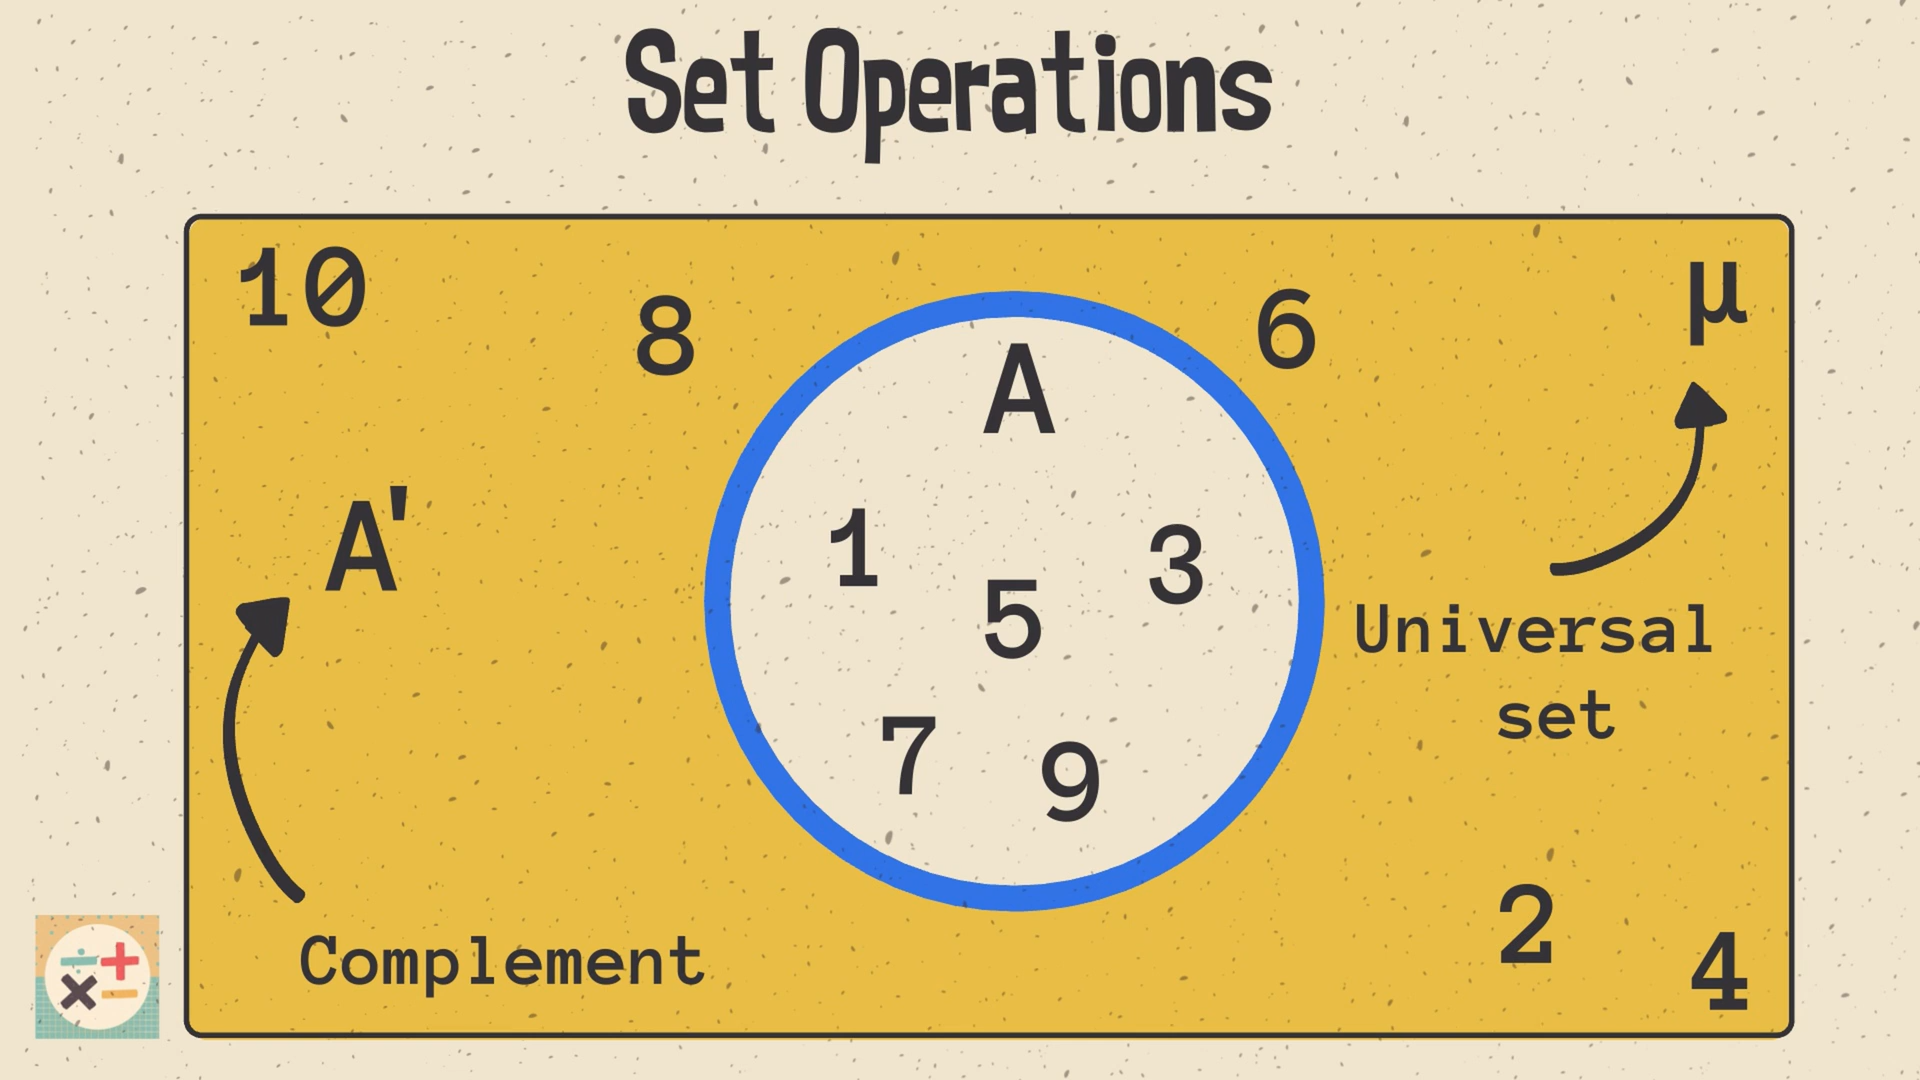 Set Operations
10
8
6
μ
A
A'
1
3
5
Universal
set
7
9
2
4
Complement